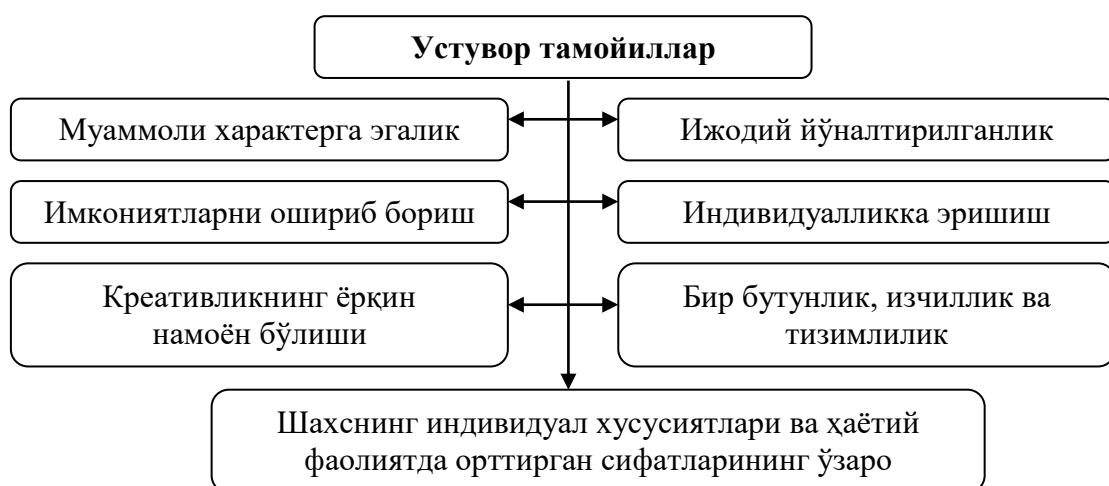 Устувор тамойиллар
Муаммоли характерга эгалик
Ижодий йўналтирилганлик
Имкониятларни ошириб бориш
Индивидуалликка эришиш
Креативликнинг ёрқин
намоён бўлиши
Бир бутунлик, изчиллик ва
тизимлилик
Шахснинг индивидуал хусусиятлари ва ҳаётий
фаолиятда орттирган сифатларининг ўзаро